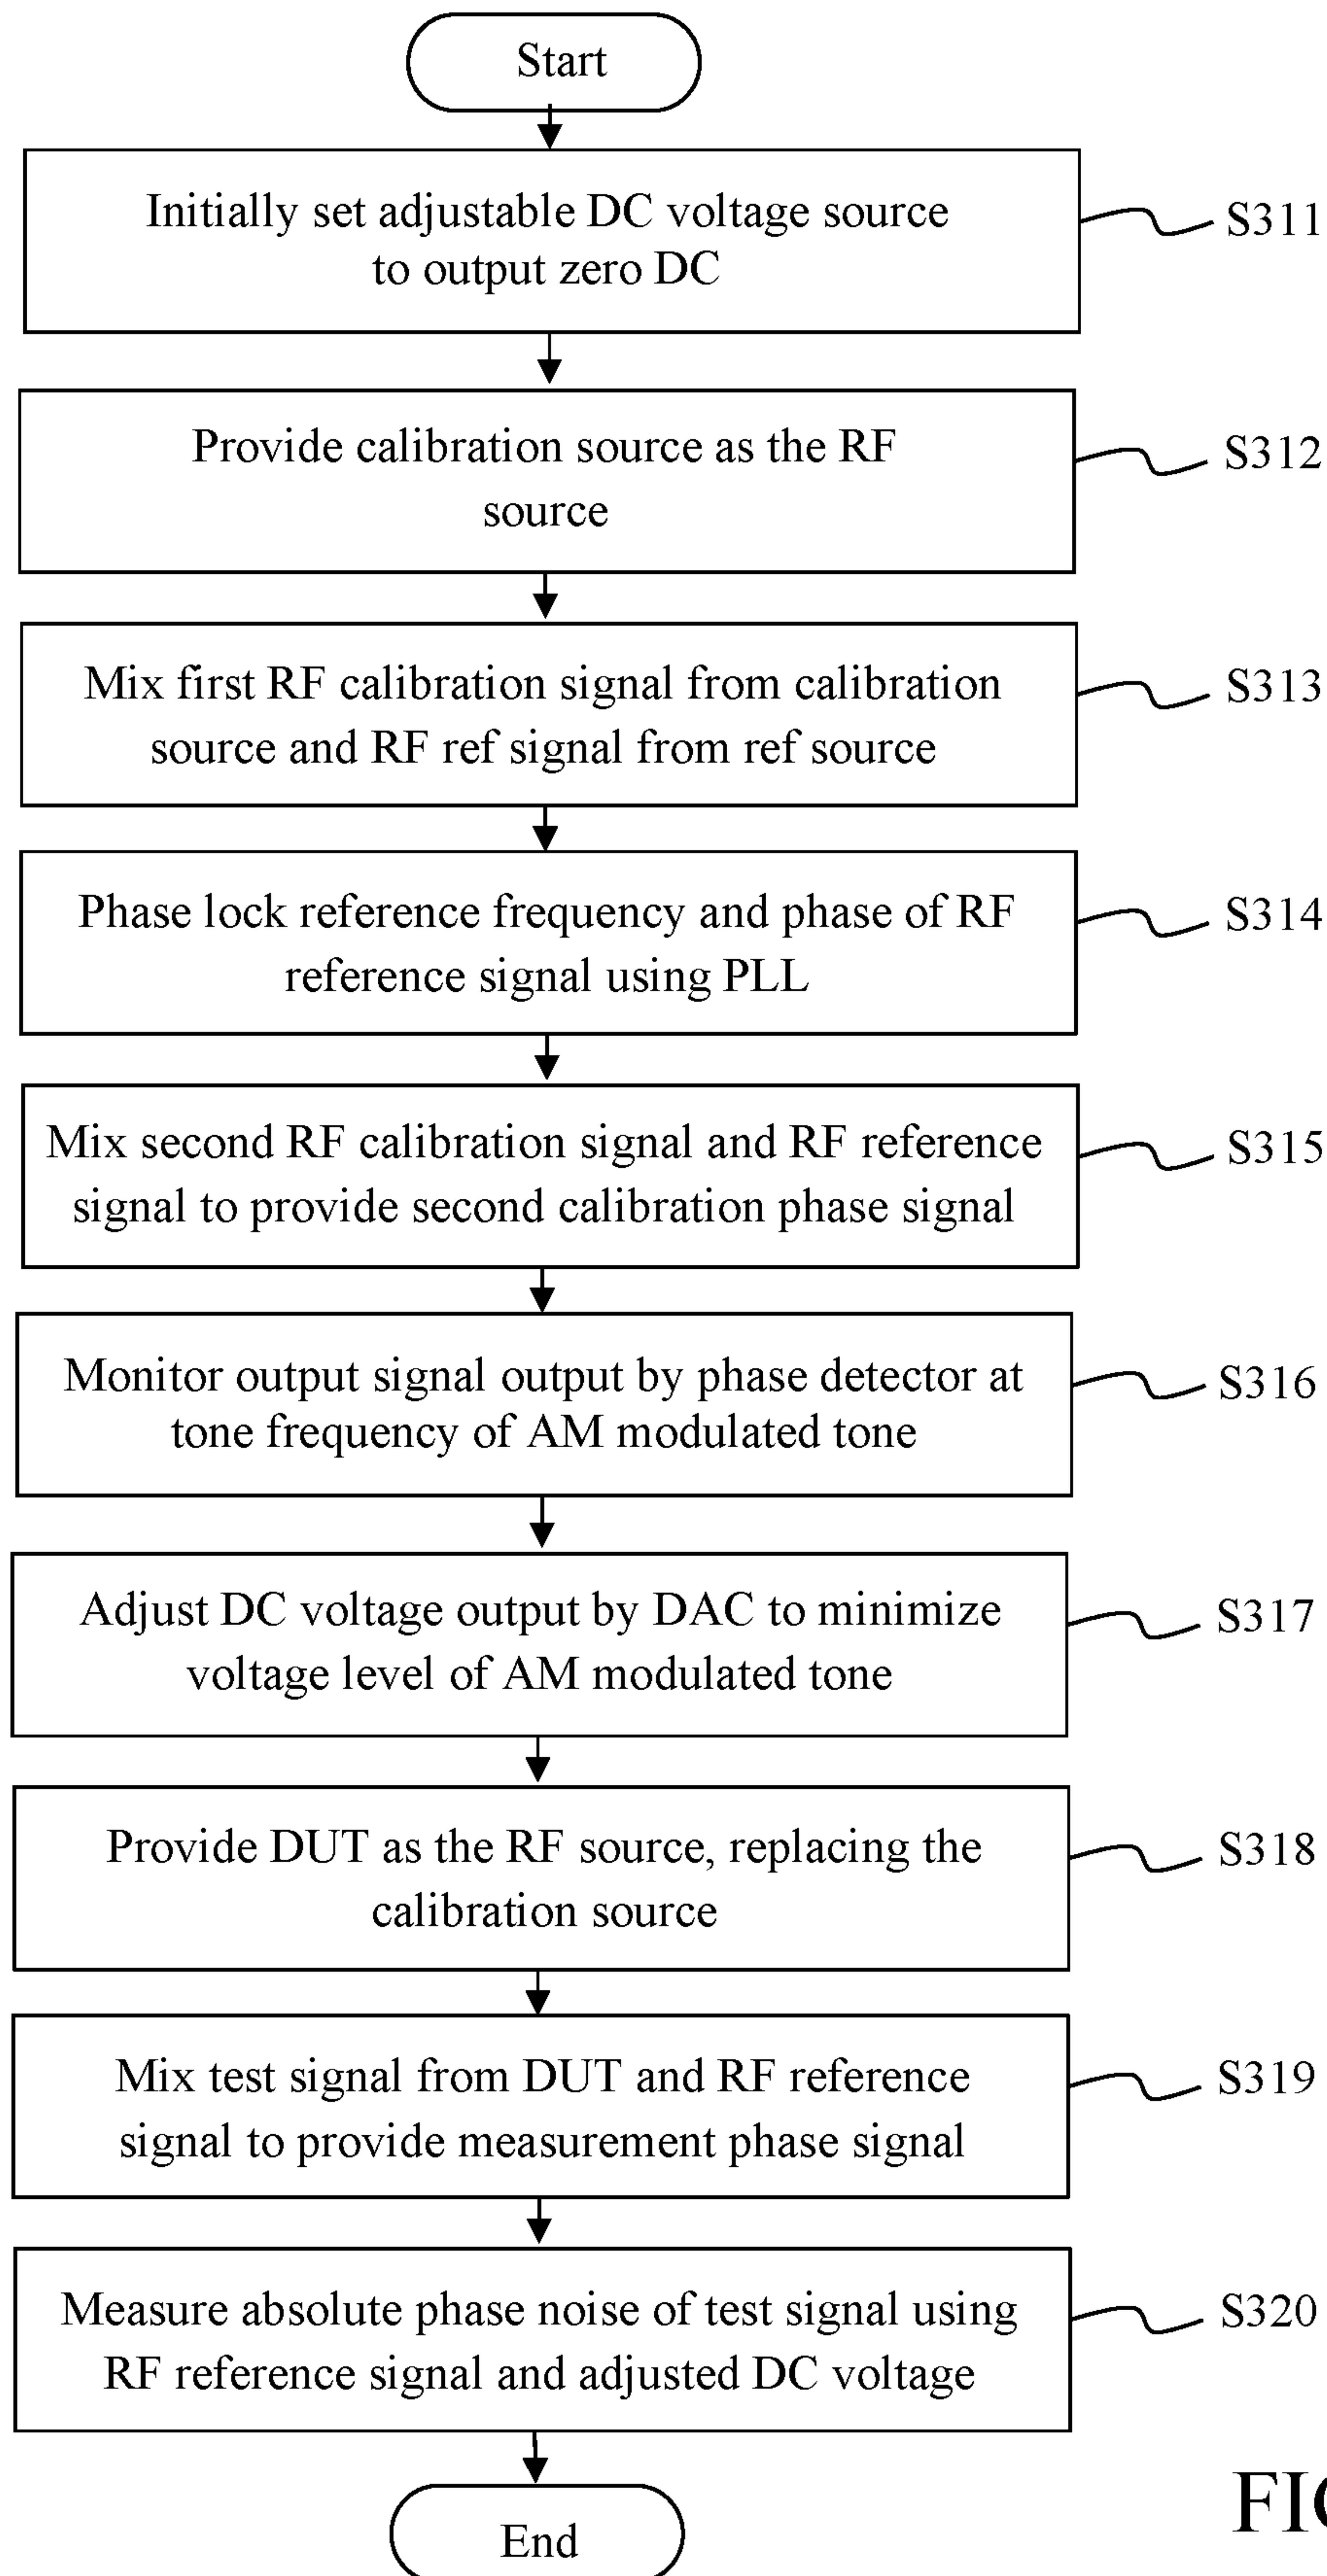 Start
Initially set adjustable DC voltage source
to output zero DC
S311
Provide calibration source as the RF
source
S312
Mix first RF calibration signal from calibration
source and RF ref signal from ref source
S313
Phase lock reference frequency and phase of RF
reference signal using PLL
S314
Mix second RF calibration signal and RF reference
signal to provide second calibration phase signal
S315
Monitor output signal output by phase detector at
tone frequency of AM modulated tone
S316
Adjust DC voltage output by DAC to minimize
voltage level of AM modulated tone
S317
Provide DUT as the RF source, replacing the
calibration source
S318
Mix test signal from DUT and RF reference
signal to provide measurement phase signal
S319
Measure absolute phase noise of test signal using
RF reference signal and adjusted DC voltage
S320
End